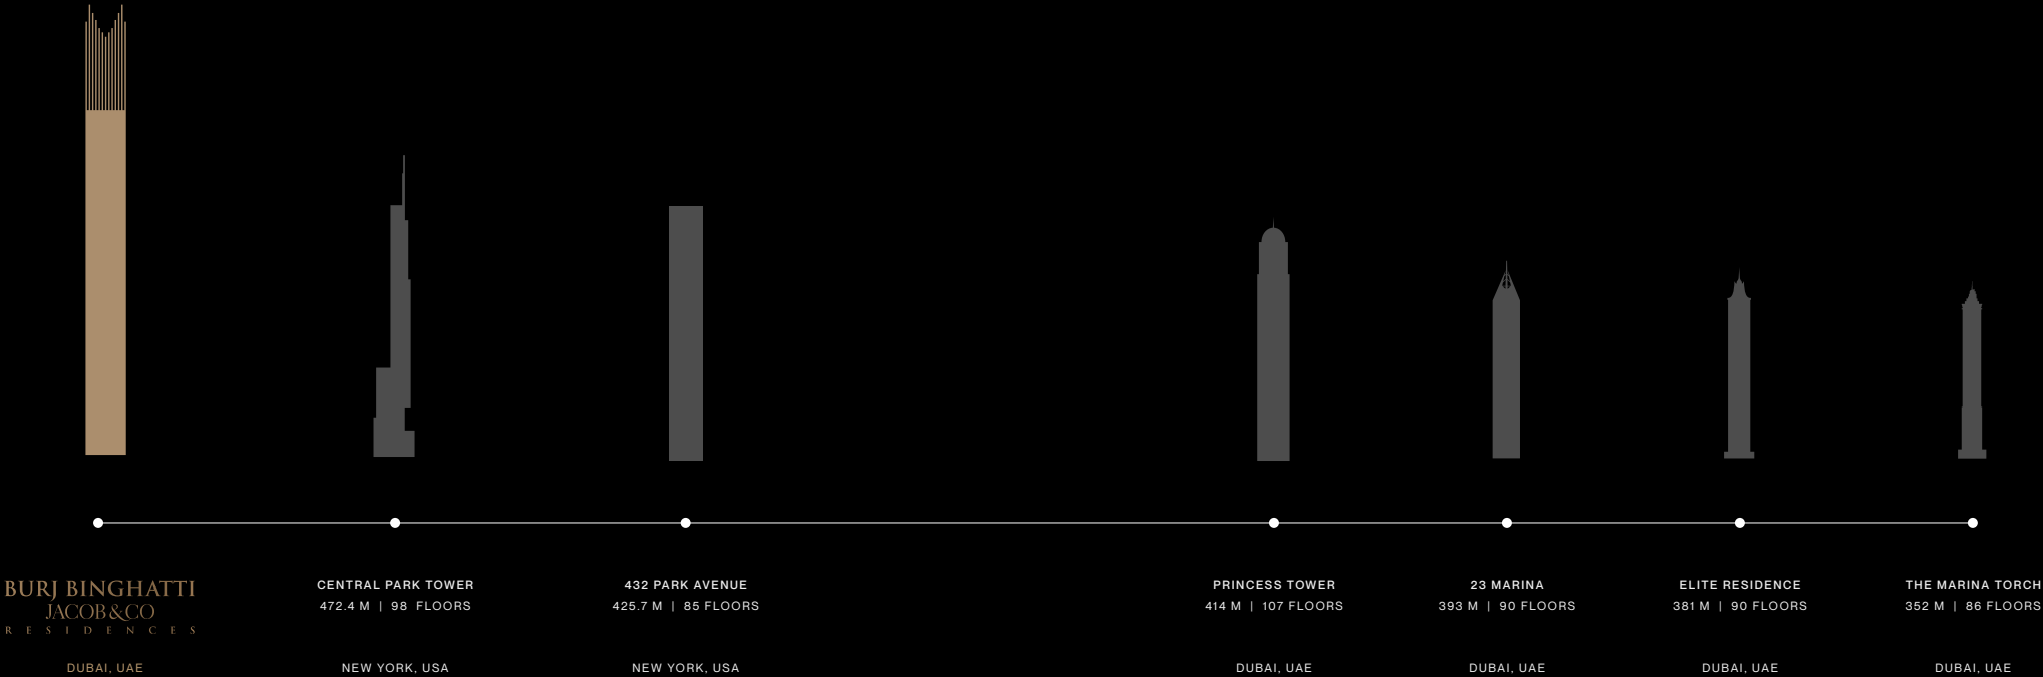 BURJ BINGHATTI
JACOB&CO
RESIDENCES
DUBAI, UAE
CENTRAL PARK TOWER
472.4 M | 98 FLOORS
NEW YORK, USA
432 PARK AVENUE
425.7 M | 85 FLOORS
NEW YORK, USA
PRINCESS TOWER
414 M | 107 FLOORS
DUBAI, UAE
23 MARINA
393 M | 90 FLOORS
DUBAI, UAE
ELITE RESIDENCE
381 M | 90 FLOORS
DUBAI, UAE
THE MARINA TORCH
352 M | 86 FLOORS
DUBAI, UAE